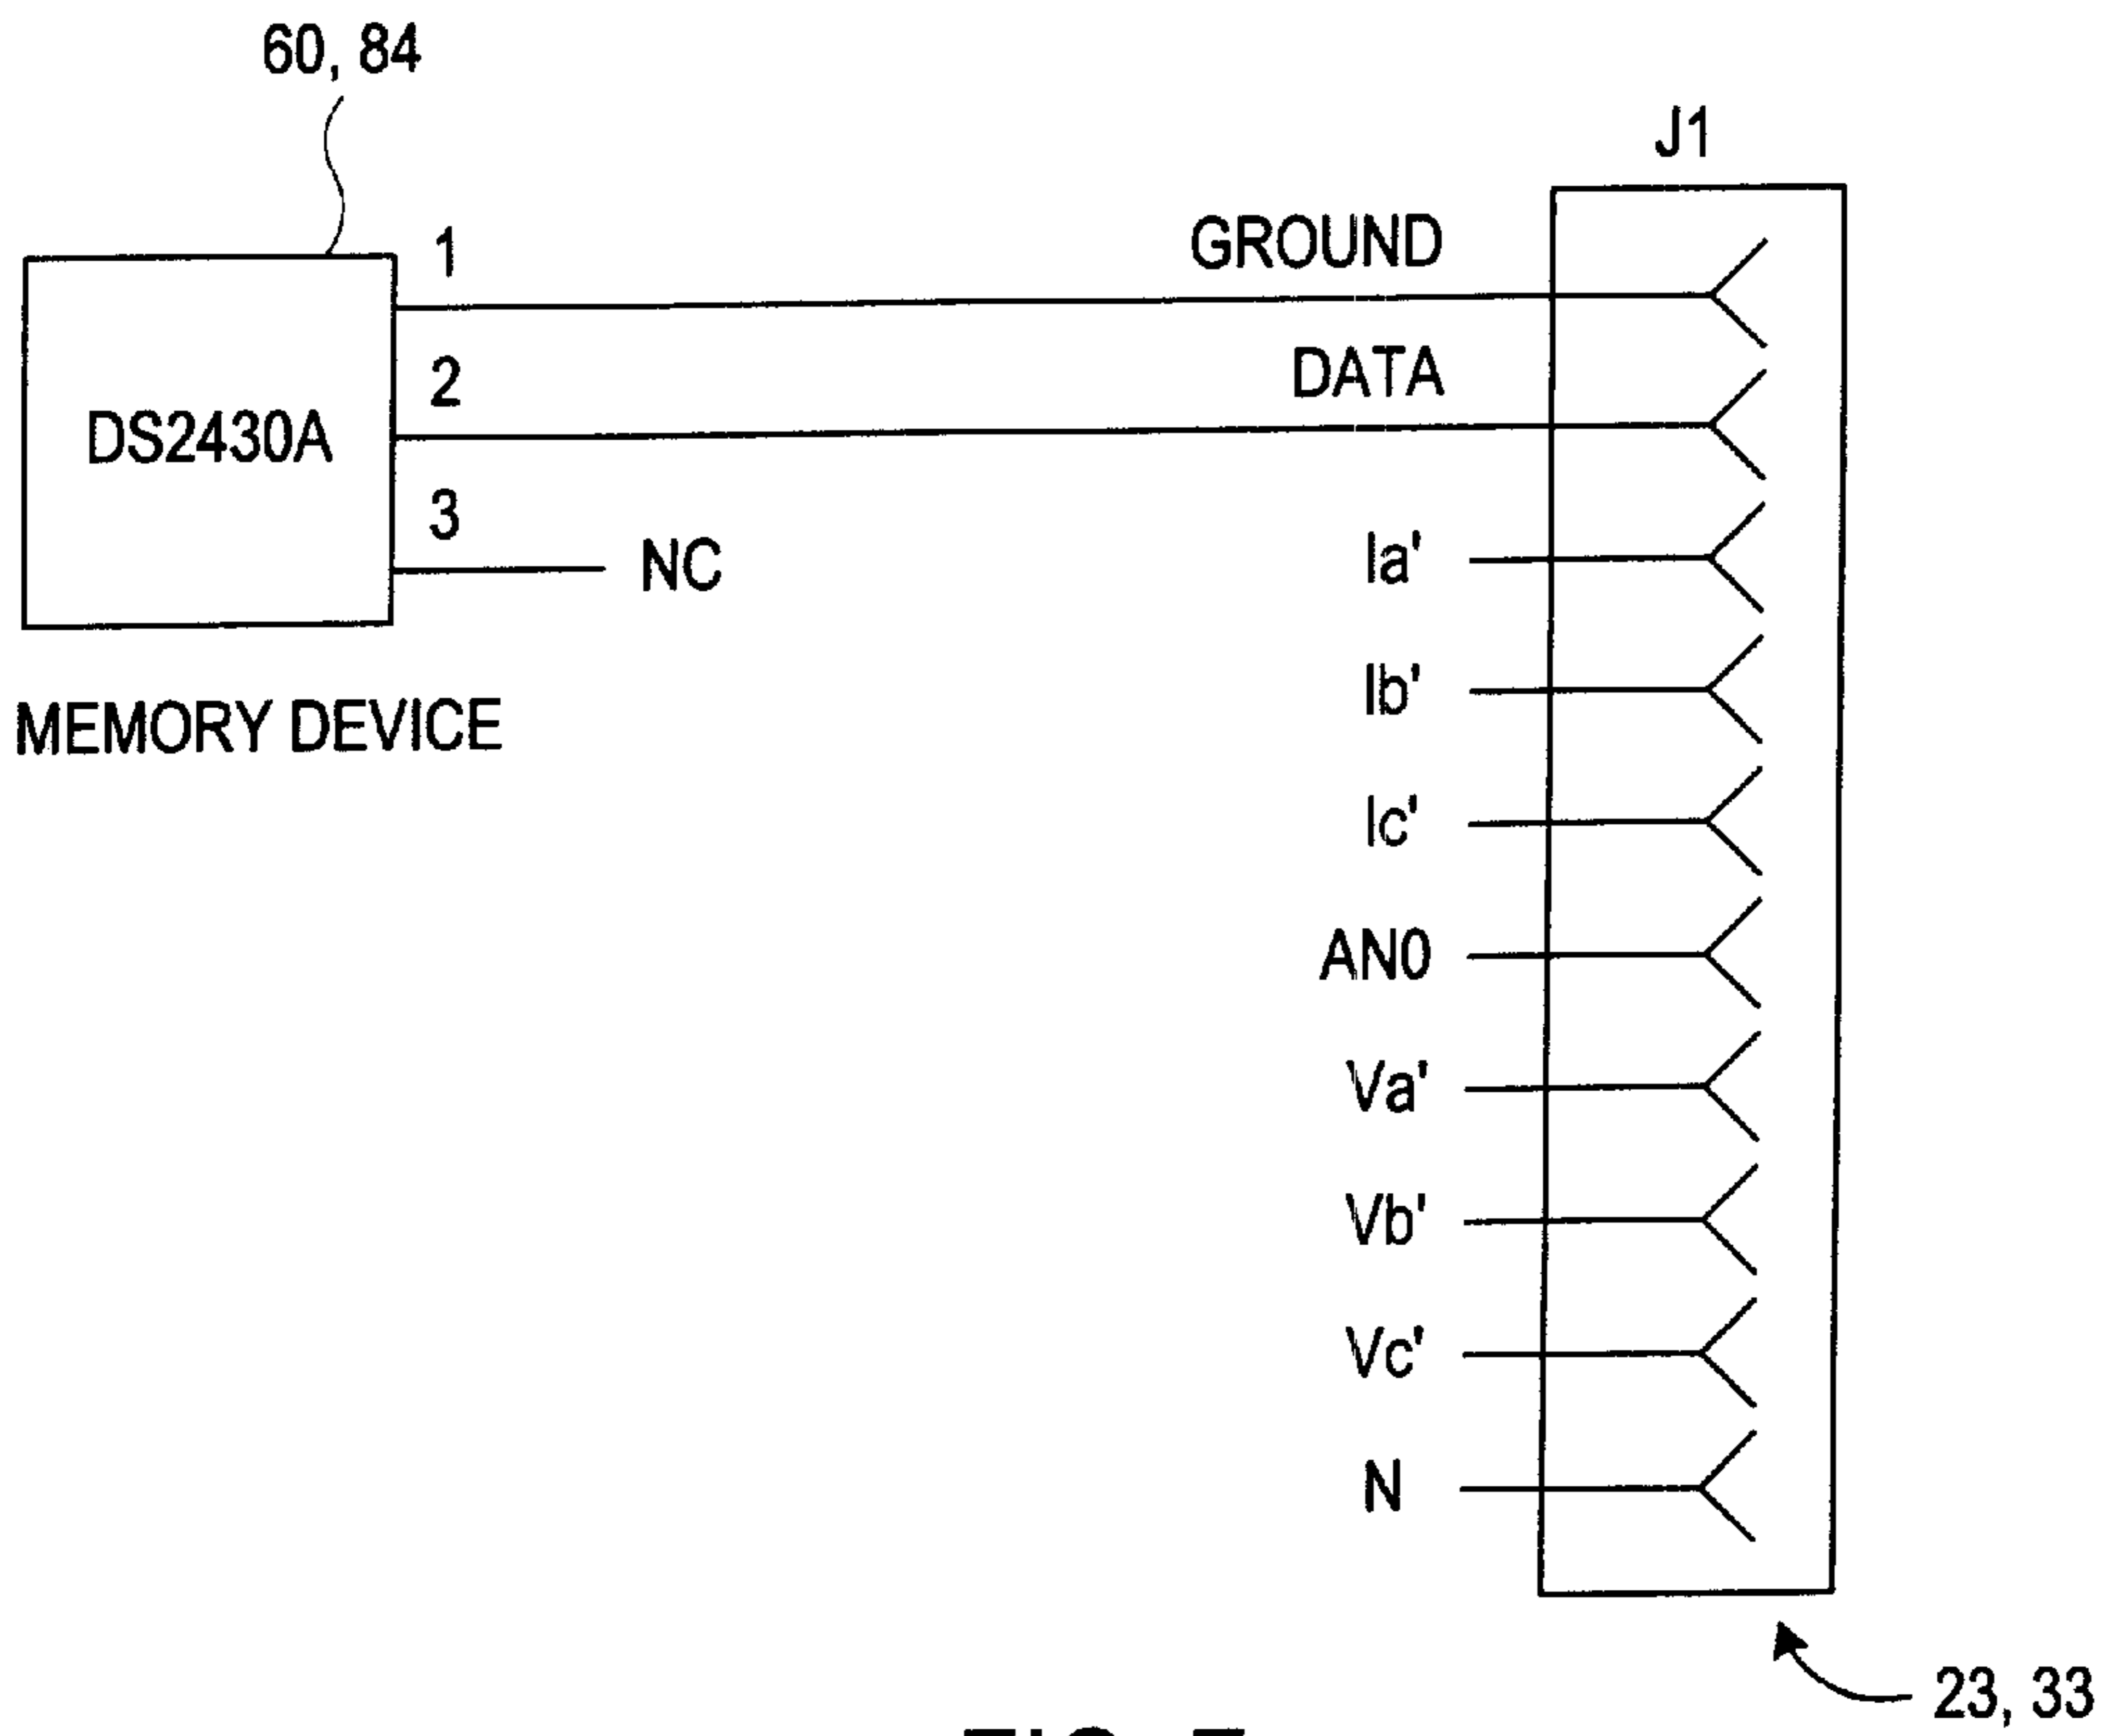 60, 84
J1
1
GROUND
2
DATA
DS2430A
3
NC
Ia'
MEMORY DEVICE
Ib'
Ic'
AN0
Va'
Vb'
Vc'
N
23, 33